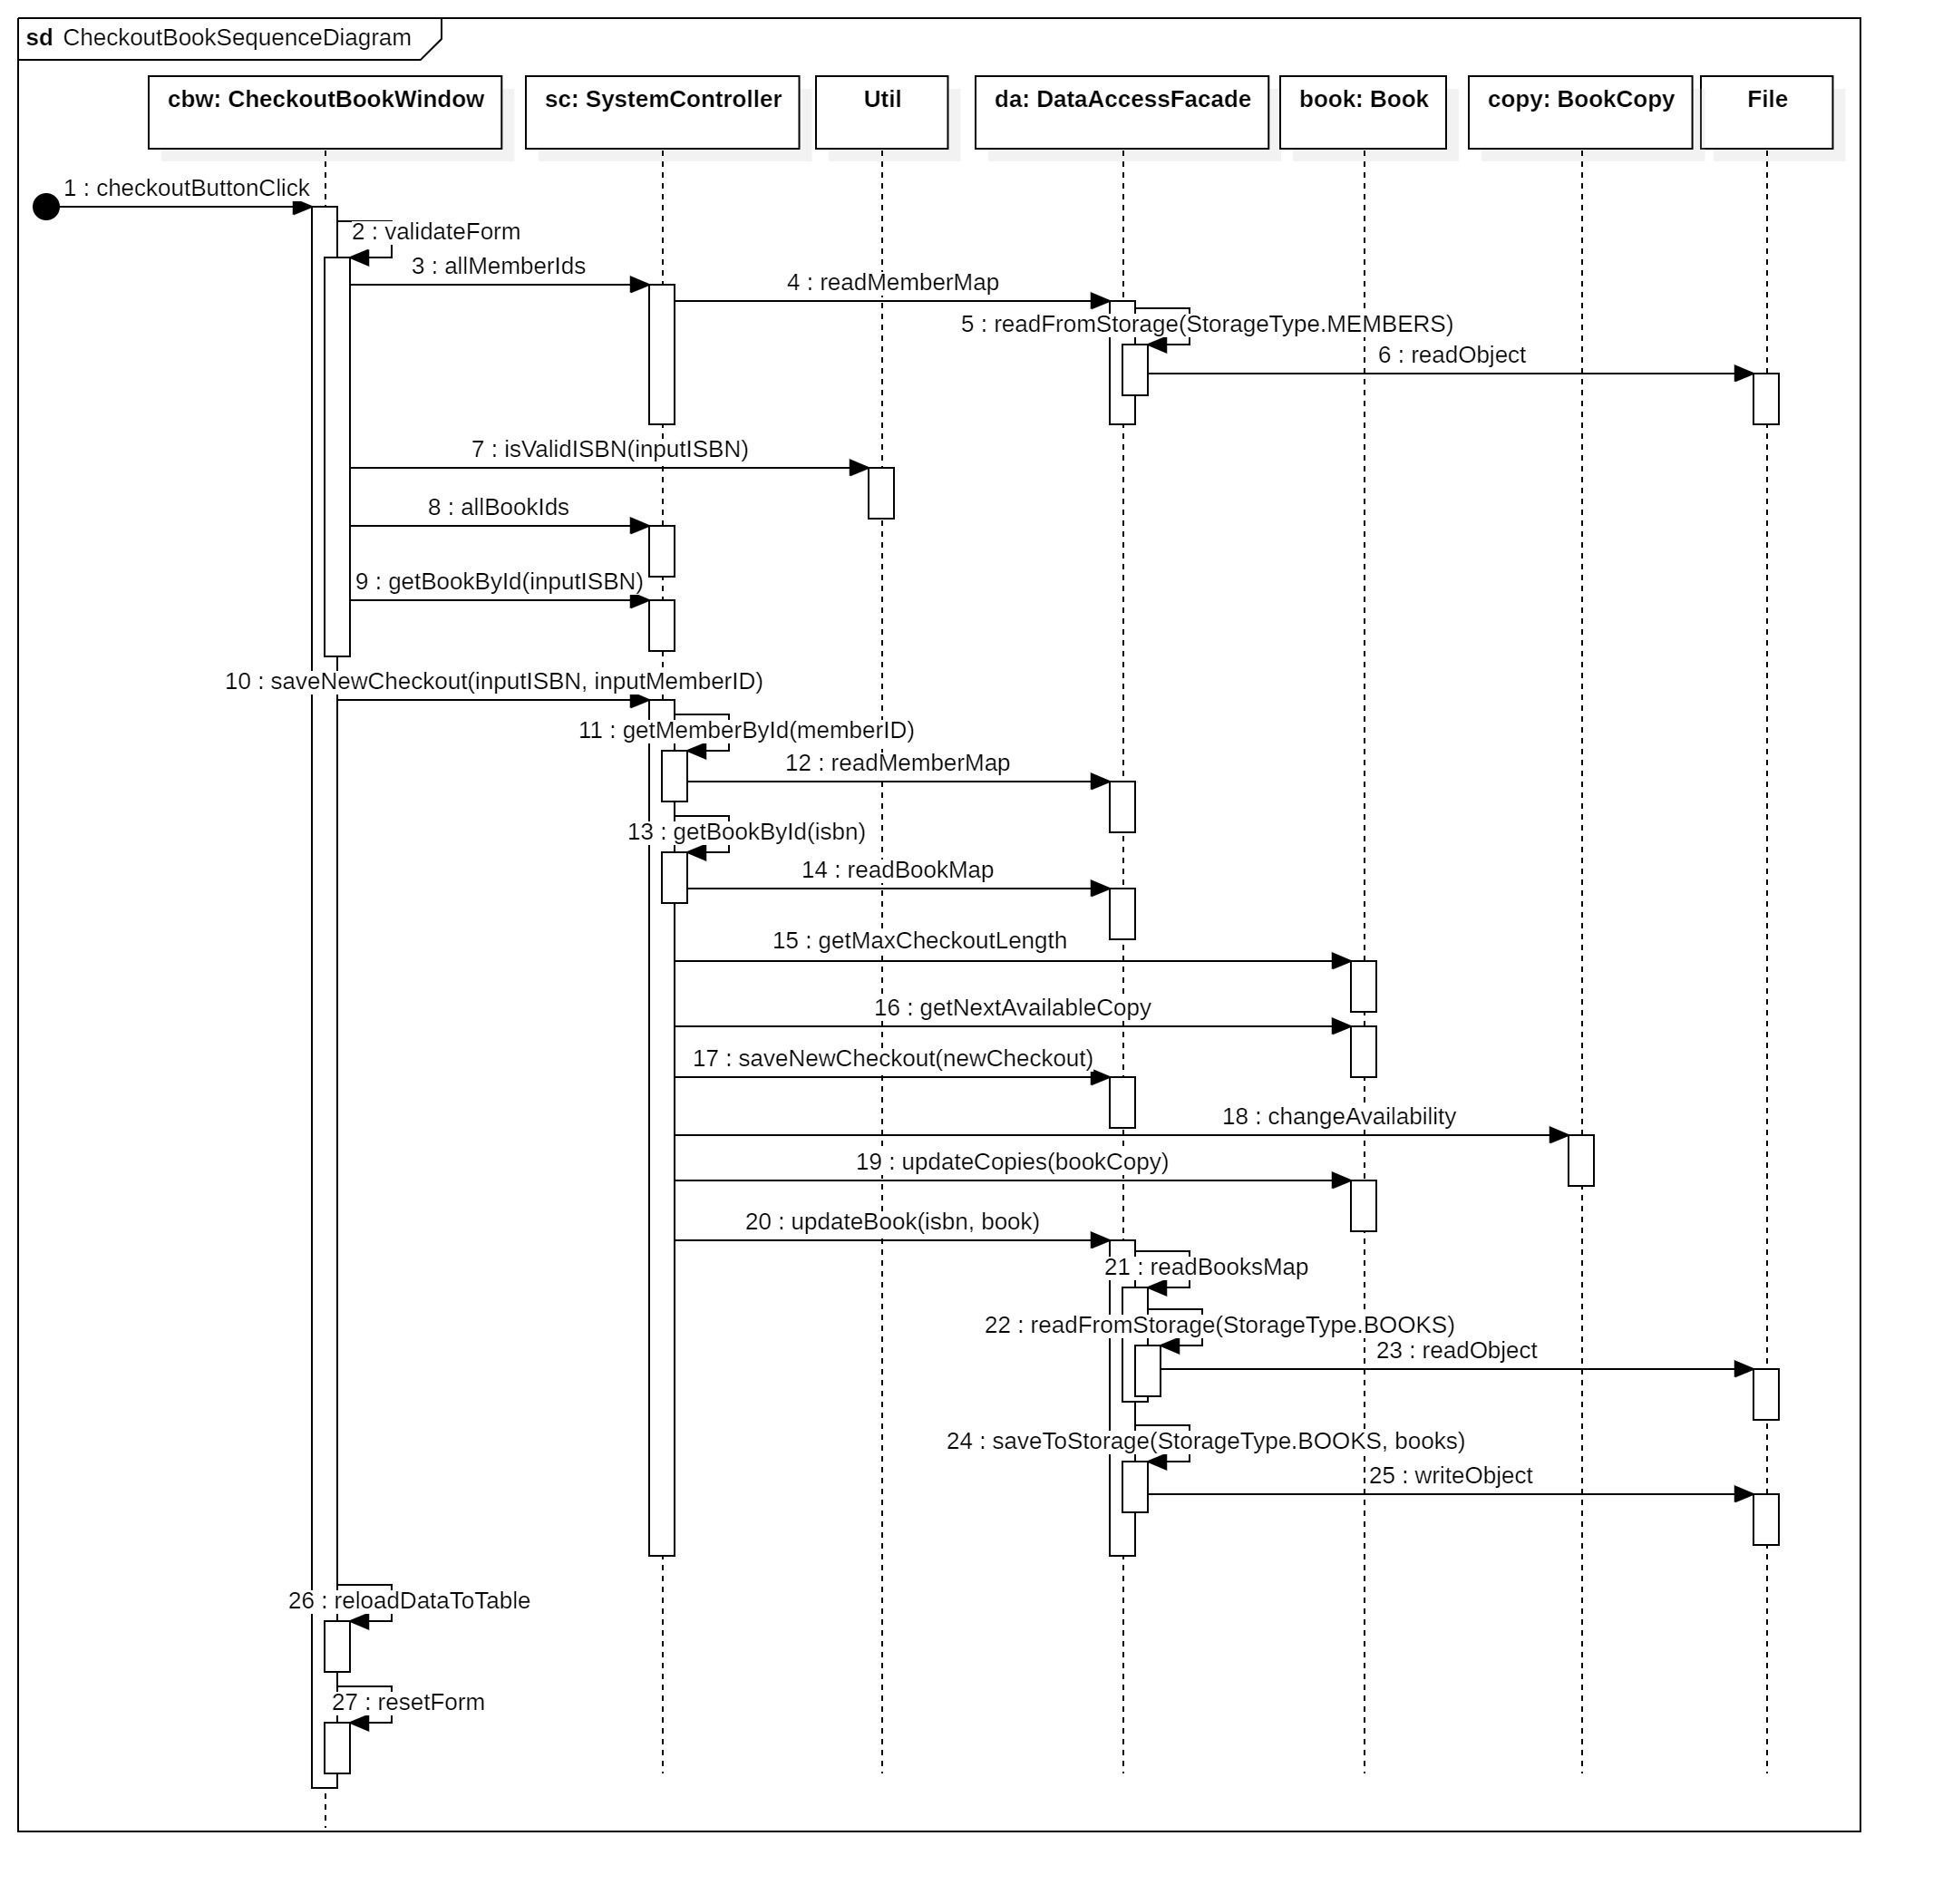 sd CheckoutBookSequenceDiagram
cbw: CheckoutBookWindow
sc: SystemController
Util
da: DataAccessFacade
book: Book
copy: BookCopy
File
1 : checkoutButtonClick
2 : validateForm
3 : allMemberIds
4 : readMemberMap
5 : readFromStorage(StorageType.MEMBERS)
6 : readObject
7 : isValidISBN(inputISBN)
8 : allBookIds
9 : getBookById(inputISBN)
10 : saveNewCheckout(inputISBN, inputMemberID)
11 : getMemberById(memberID)
12 : readMemberMap
13 : getBookById(isbn)
14 : readBookMap
15 : getMaxCheckoutLength
16 : getNextAvailableCopy
17 : saveNewCheckout(newCheckout)
18 : changeAvailability
19 : updateCopies(bookCopy)
20 : updateBook(isbn, book)
21 : readBooksMap
22 : readFromStorage(StorageType.BOOKS)
23 : readObject
24 : saveToStorage(StorageType.BOOKS, books)
25 : writeObject
26 : reloadDataToTable
27 : resetForm